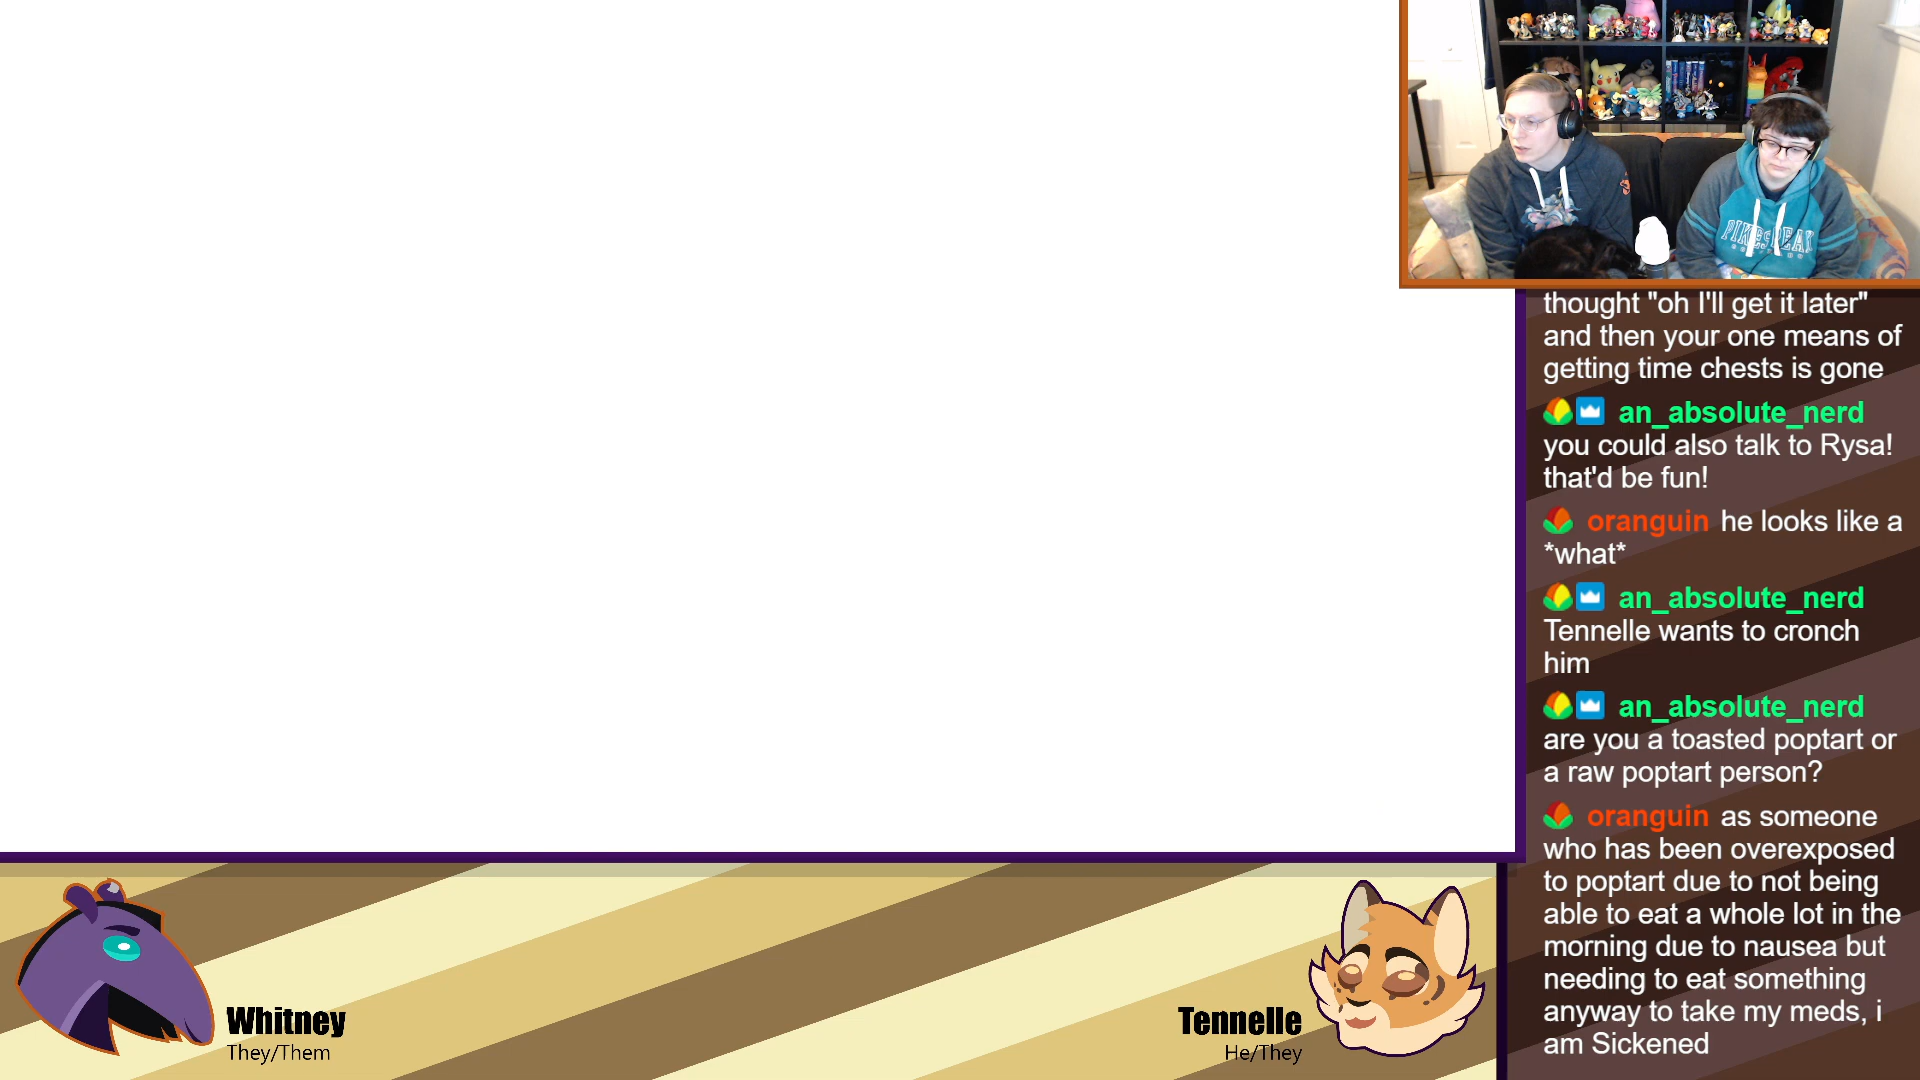 PIKES PEAK
thought "oh I'll get it later"
and then your one means of
getting time chests is gone
an_absolute_nerd
you could also talk to Rysa!
that'd be fun!
oranguin he looks like a
*what*
an_absolute_nerd
Tennelle wants to cronch
him
an_absolute_nerd
are you a toasted poptart or
a raw poptart person?
oranguin as someone
who has been overexposed
to poptart due to not being
able to eat a whole lot in the
morning due to nausea but
needing to eat something
anyway to take my meds, i
am Sickened
Whitney
They/Them
Tennelle
He/They